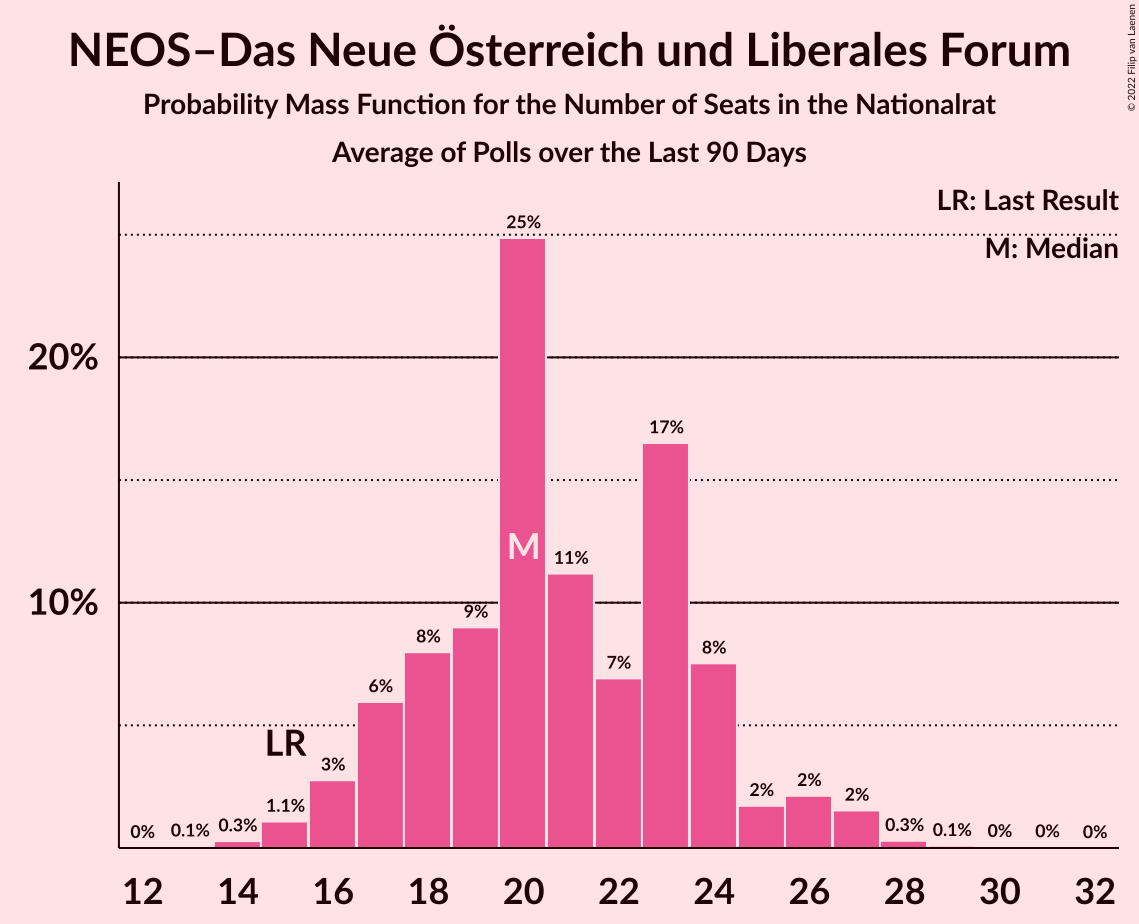 NEOS–Das Neue Österreich und Liberales Forum
Probability Mass Function for the Number of Seats in the Nationalrat
Average of Polls over the Last 90 Days
© 2022 Filip van Laenen
LR: Last Result
M: Median
25%
20%
17%
M
11%
10%
9%
8%
7%
8%
6%
LR
3%
2%
2%
2%
1.1%
0% 0.1% 0.3% 0.3% 0.1% 0% 0% 0%
12 14 16 18 20 22 24 26 28 30 32